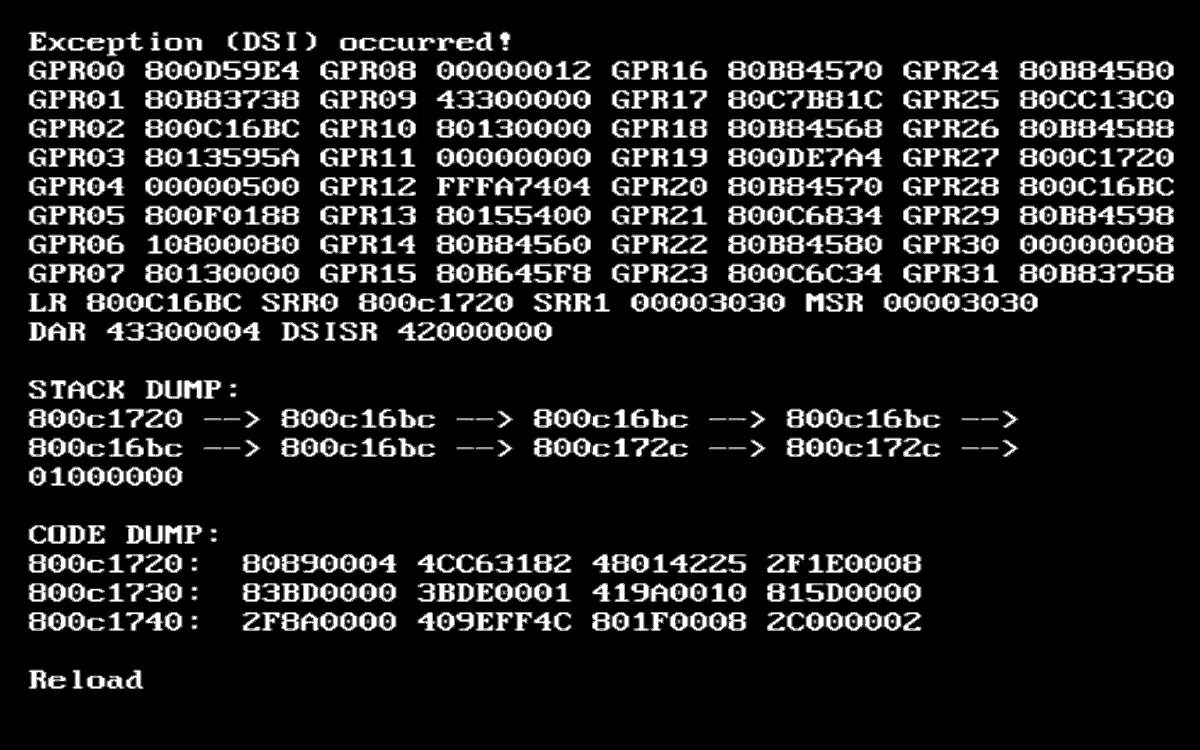 Exception (DSI) occurred!
GPR00 800D59E4 GPR08 00000012 GPR16 80B84570 GPR24 80B84580
GPR01 80B83738 GPR09 43300000 GPR17 80C7B81C GPR25 80CC13C0
GPR02 800C16BC GPR10 80130000 GPR18 80B84568 GPR26 80B84588
GPR03 8013595A GPR11 00000000 GPR19 800DE7A4 GPR27 800C1720
GPR04 00000500 GPR12 FFFA7404 GPR20 80B84570 GPR28 800C16BC
GPR05 800F0188 GPR13 80155400 GPR21 800C6834 GPR29 80B84598
GPR06 10800080 GPR14 80B84560 GPR22 80B84580 GPR30 00000008
GPR07 80130000 GPR15 80B645F8 GPR23 800C6C34 GPR31 80B83758
LR 800C16BC SRR0 800c1720 SRR1 00003030 MSR 00003030
DAR 43300004 DSISR 42000000
STACK DUMP:
800c1720 --> 800c16bc --> 800c16bc --> 800c16bc -->
800c16bc --> 800c16bc --> 800c172c --> 800c172c -->
01000000
CODE DUMP:
800c1720:  80890004 4CC63182 48014225 2F1E0008
800c1730:  83BD0000 3BDE0001 419A0010 815D0000
800c1740:  2F8A0000 409EFF4C 801F0008 2C000002
Reload